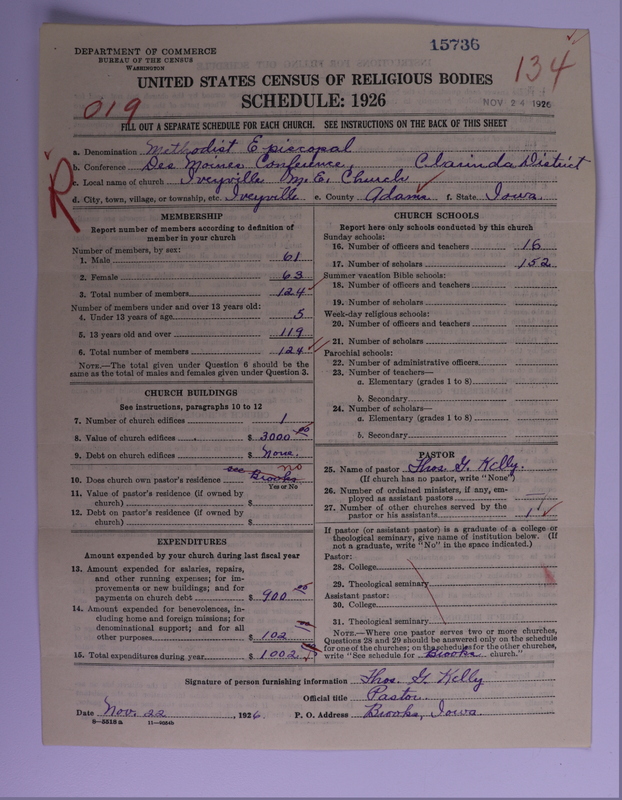 DEPARTMENT OF COMMERCE
BUREAU OF THE CENSUS
WASHINGTON
15736
134
UNITED STATES CENSUS OF RELIGIOUS BODIES
SCHEDULE: 1926
019
NOV 24 1926
FILL OUT A SEPARATE SCHEDULE FOR EACH CHURCH. SEE INSTRUCTIONS ON THE BACK OF THIS SHEET
R
a. Denomination Methodist Episcopal
b. Conference Des Moines Conference, Clarinda District
c. Local name of church Iveyville M.E. Church
d. City, town, village, or township, etc. Iveyville e. County Adams f. State Iowa.
MEMBERSHIP
Report number of members according to definition of
member in your church
Number of members, by sex:
1. Male 61
2. Female 63
3. Total number of members 124
Number of members under and over 13 years old:
4. Under 13 years of age 5
5. 13 years old and over 119
6. Total number of members 124
NOTE.—The total given under Question 6 should be the
same as the total of males and females given under Question 3.
CHURCH BUILDINGS
See instructions, paragraphs 10 to 12
7. Number of church edifices 1
8. Value of church edifices $ 3000 00
9. Debt on church edifices $ None.
10. Does church own pastor's residence see Brooks no
Yes or No
11. Value of pastor's residence (if owned by
church) $
12. Debt on pastor's residence (if owned by
church) $
EXPENDITURES
Amount expended by your church during last fiscal year
13. Amount expended for salaries, repairs,
and other running expenses; for im-
provements or new buildings; and for
payments on church debt $ 900
14. Amount expended for benevolences, in-
cluding home and foreign missions; for
denominational support; and for all
other purposes $ 102
15. Total expenditures during year $ 1002
CHURCH SCHOOLS
Report here only schools conducted by this church
Sunday schools:
16. Number of officers and teachers 16
17. Number of scholars 152
Summer vacation Bible schools:
18. Number of officers and teachers
19. Number of scholars
Week-day religious schools:
20. Number of officers and teachers
21. Number of scholars
Parochial schools:
22. Number of administrative officers
23. Number of teachers—
a. Elementary (grades 1 to 8)
b. Secondary
24. Number of scholars—
a. Elementary (grades 1 to 8)
b. Secondary
PASTOR
25. Name of pastor Thos. G. Kelly.
(If church has no pastor, write "None")
26. Number of ordained ministers, if any, em-
ployed as assistant pastors
27. Number of other churches served by the
pastor or his assistants 1
If pastor (or assistant pastor) is a graduate of a college or
theological seminary, give name of institution below. (If
not a graduate, write "No" in the space indicated.)
Pastor:
28. College
29. Theological seminary
Assistant pastor:
30. College
31. Theological seminary
NOTE.—Where one pastor serves two or more churches,
Questions 28 and 29 should be answered only on the schedule
for one of the churches; on the schedules for the other churches,
write "See schedule for Brooks church."
Signature of person furnishing information Thos. G Kelly
Official title Pastor.
Date Nov. 22, 1926. P. O. Address Brooks, Iowa.
8—5518 a